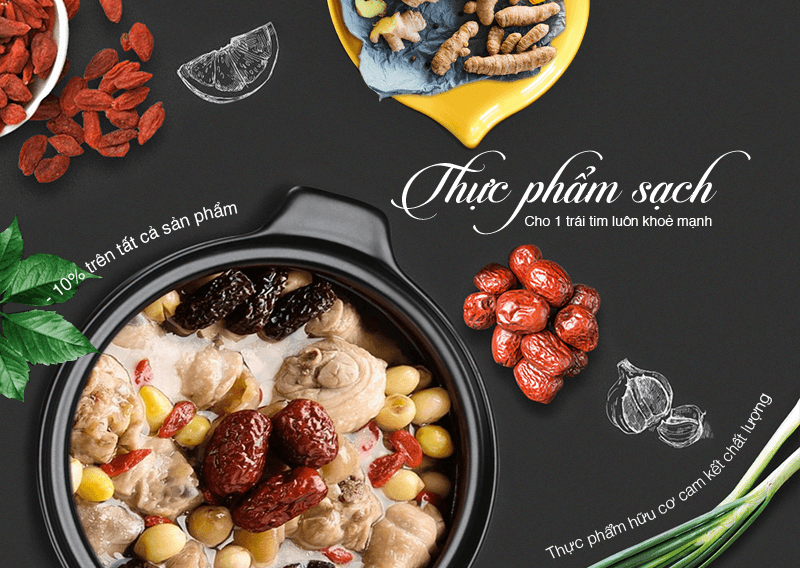 Thực phẩm sạch
Cho 1 trái tim luôn khoẻ mạnh
- 10% trên tất cả sản phẩm
Thực phẩm hữu cơ cam kết chất lượng